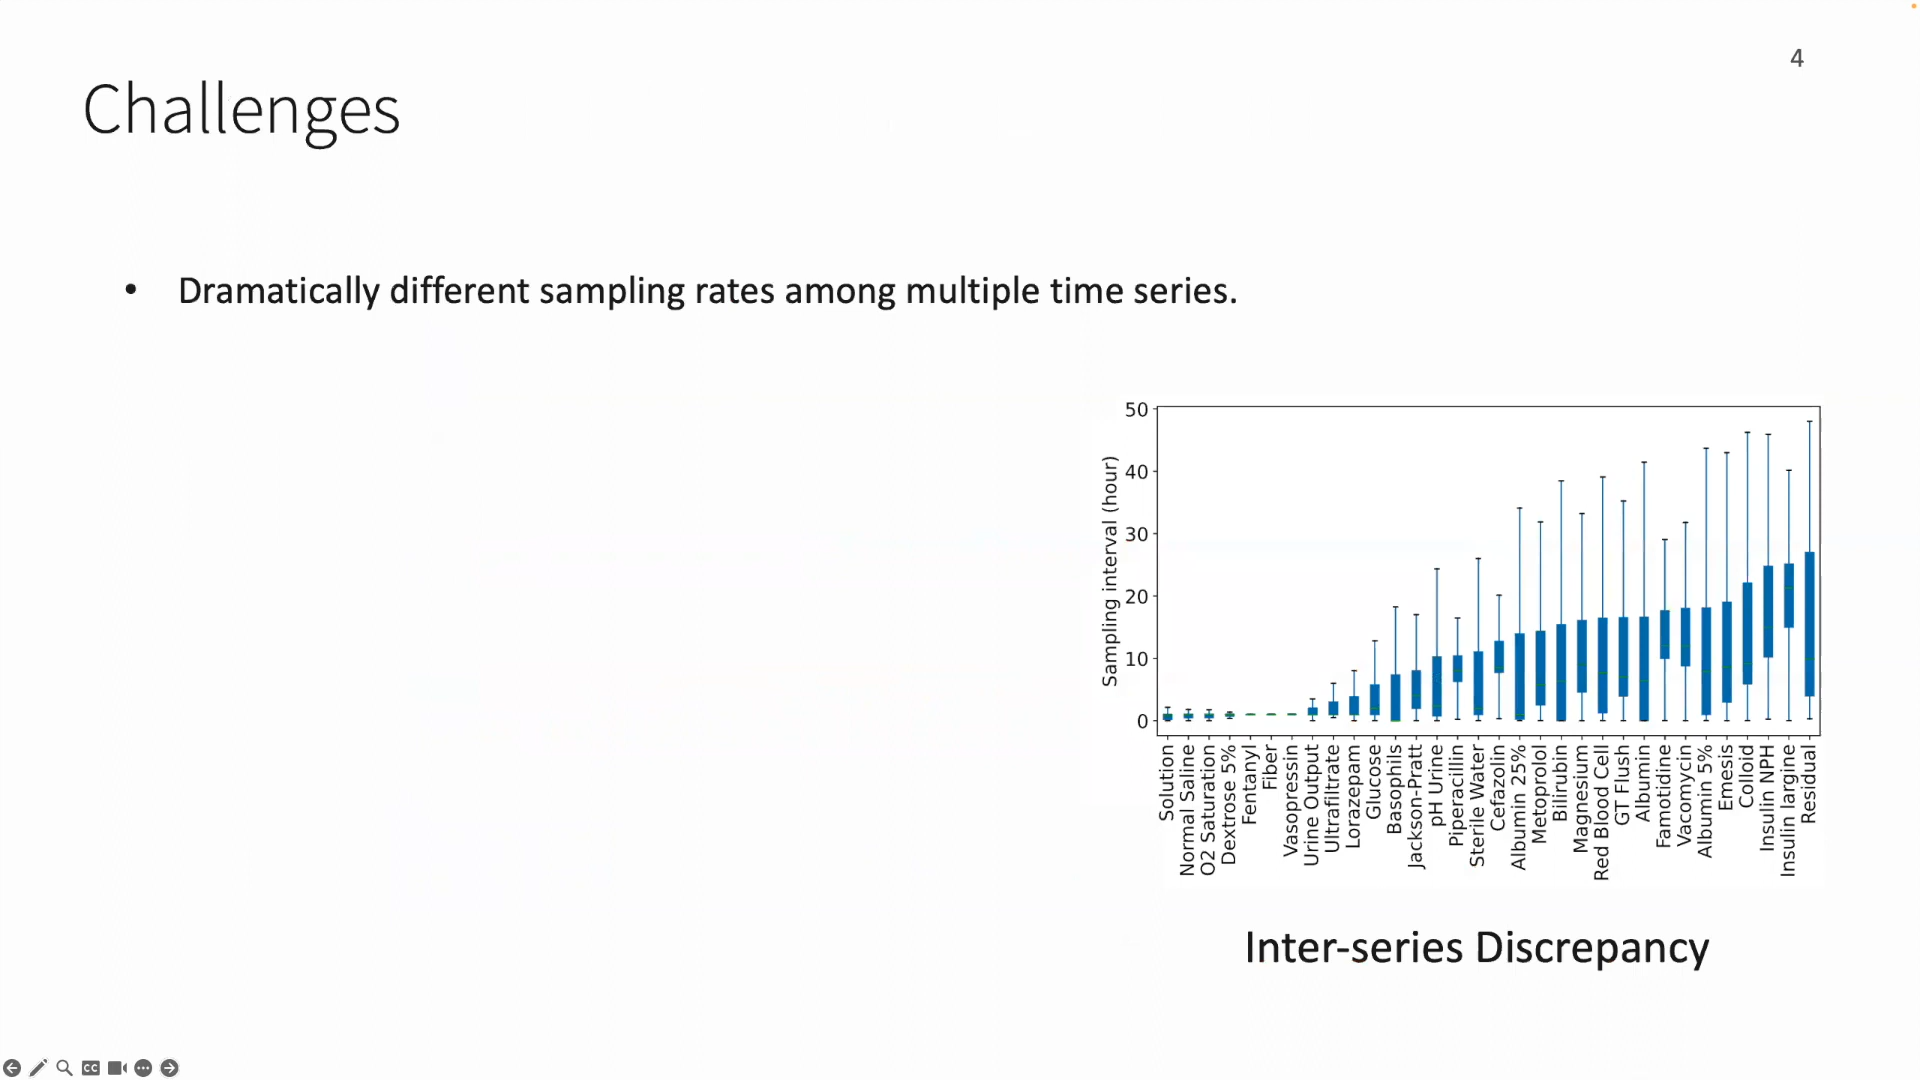 4
Challenges
• Dramatically different sampling rates among multiple time series.
50
40
30
20
10
0
Sampling interval (hour)
Solution
Normal Saline
O2 Saturation
Dextrose 5%
Fentanyl
Fiber
Vasopressin
Urine Output
Ultrafiltrate
Lorazepam
Glucose
Basophils
Jackson-Pratt
pH Urine
Piperacillin
Sterile Water
Cefazolin
Albumin 25%
Metoprolol
Bilirubin
Magnesium
Red Blood Cell
GT Flush
Albumin
Famotidine
Vacomycin
Albumin 5%
Emesis
Colloid
Insulin NPH
Insulin largine
Residual
Inter-series Discrepancy
CC